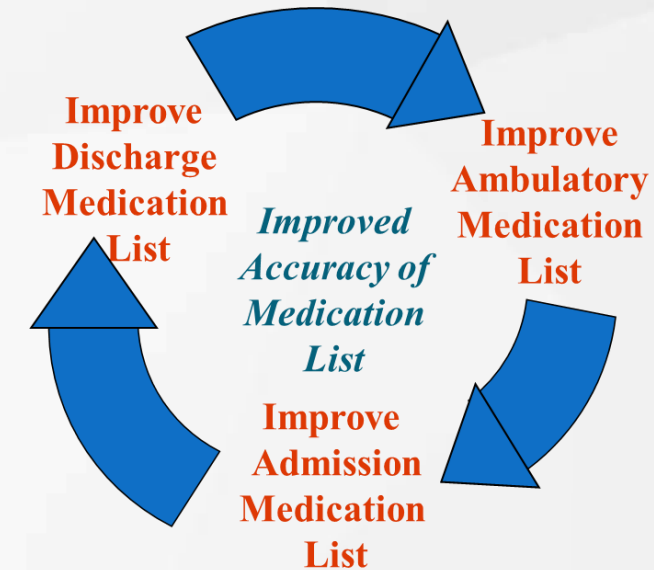 Improve
Discharge
Medication
List
Improve
Ambulatory
Medication
List
Improved
Accuracy of
Medication
List
Improve
Admission
Medication
List